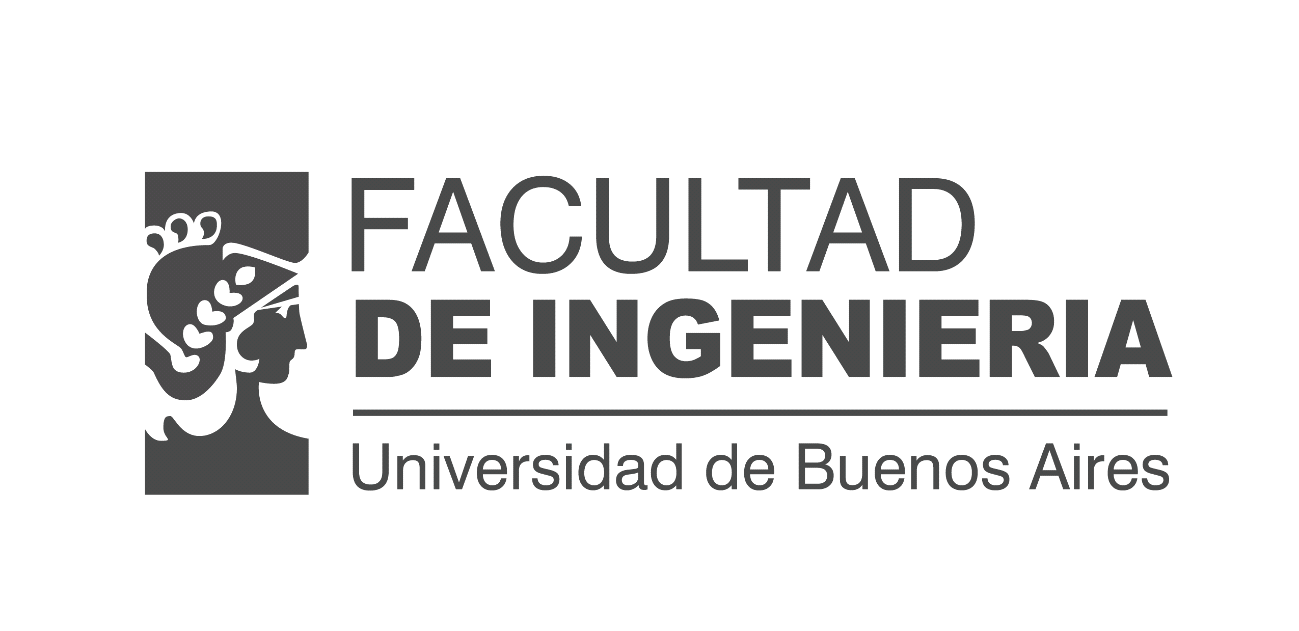 FACULTAD
DE INGENIERIA
Universidad de Buenos Aires